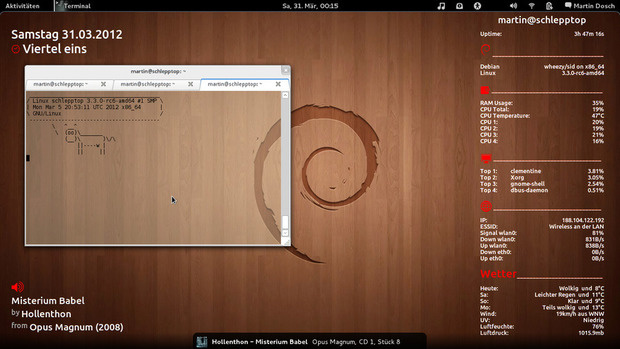 Aktivitäten
Terminal
Sa, 31. Mär, 00:15
Martin Dosch
Samstag 31.03.2012
Viertel eins
martin@schlepptop: ~
martin@schlepptop: ~
martin@schlepptop: ~
martin@schlepptop: ~
/ Linux schlepptop 3.3.0-rc6-amd64 #1 SMP \
| Mon Mar 5 20:53:11 UTC 2012 x86_64 |
\ GNU/Linux /
Misterium Babel
by Hollenthon
from Opus Magnum (2008)
martin@schlepptop
Uptime: 3h 47m 16s
Debian wheezy/sid on x86_64
Linux 3.3.0-rc6-amd64
RAM Usage: 35%
CPU Total: 19%
CPU Temperature: 47°C
CPU 1: 20%
CPU 2: 19%
CPU 3: 21%
CPU 4: 16%
Top 1: clementine 3.81%
Top 2: Xorg 3.05%
Top 3: gnome-shell 2.54%
Top 4: dbus-daemon 0.51%
IP: 188.104.122.192
ESSID: Wireless an der LAN
Signal wlan0: 81%
Down wlan0: 831B/s
Up wlan0: 838B/s
Down eth0: 0B/s
Up eth0: 0B/s
Wetter
Heute: Wolkig und 8°C
Sa: Leichter Regen und 11°C
So: Klar und 9°C
Mo: Teils wolkig und 13°C
Wind: 19km/h aus WNW
UV: Niedrig
Luftfeuchte: 76%
Luftdruck: 1015.9mb
Hollenthon – Misterium Babel Opus Magnum, CD 1, Stück 8